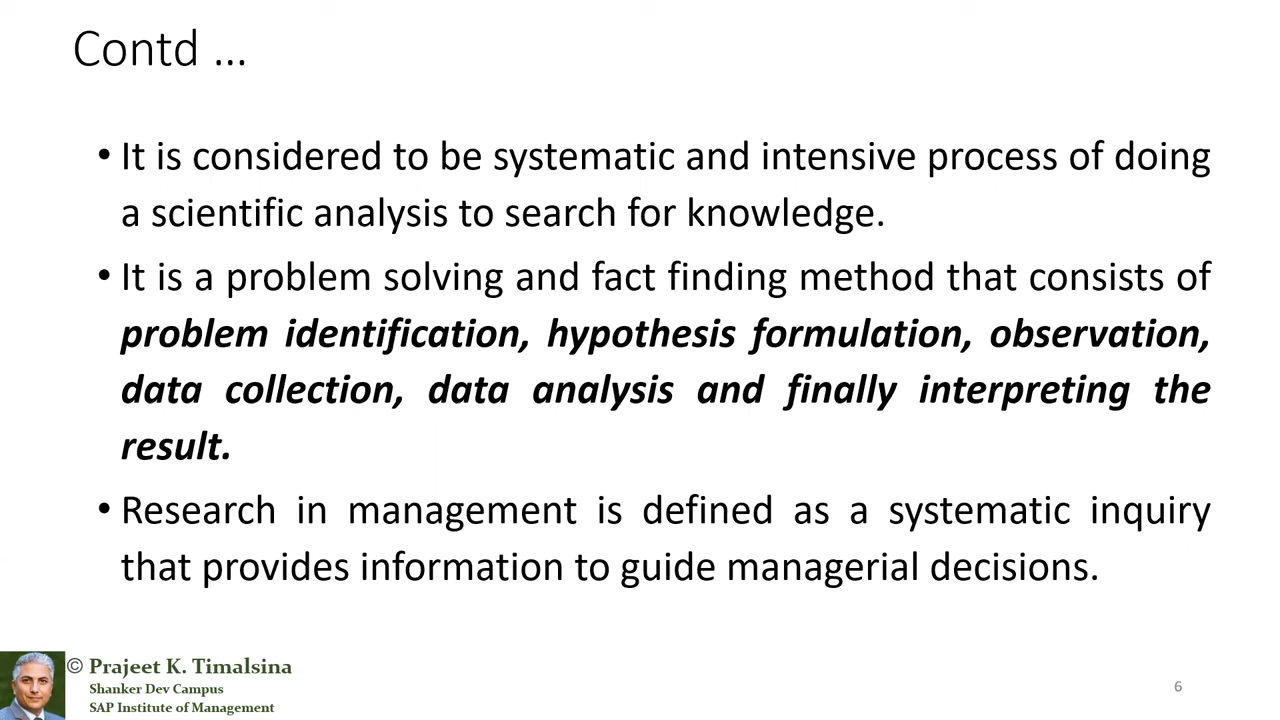 Contd ...
• It is considered to be systematic and intensive process of doing
a scientific analysis to search for knowledge.
• It is a problem solving and fact finding method that consists of
problem identification, hypothesis formulation, observation,
data collection, data analysis and finally interpreting the
result.
• Research in management is defined as a systematic inquiry
that provides information to guide managerial decisions.
© Prajeet K. Timalsina
Shanker Dev Campus
SAP Institute of Management
6